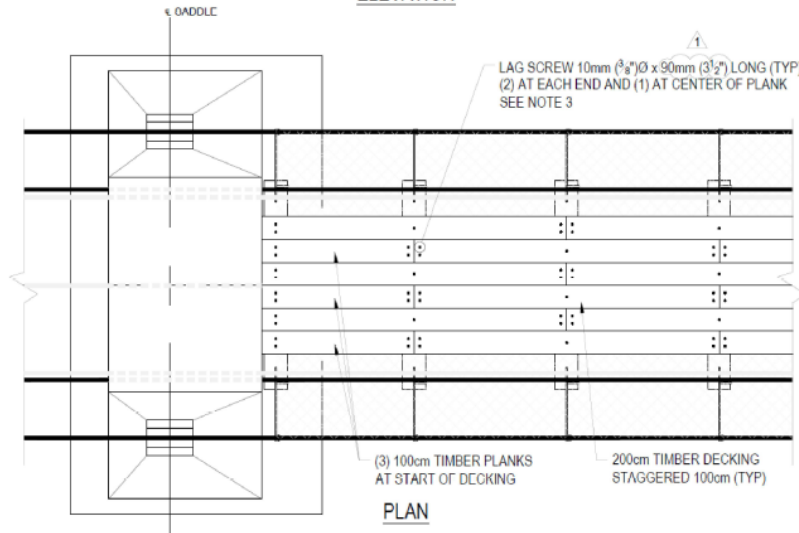 ℄ SADDLE
1
LAG SCREW 10mm (3/8")Ø x 90mm (3 1/2") LONG (TYP)
(2) AT EACH END AND (1) AT CENTER OF PLANK
SEE NOTE 3
(3) 100cm TIMBER PLANKS
AT START OF DECKING
200cm TIMBER DECKING
STAGGERED 100cm (TYP)
PLAN